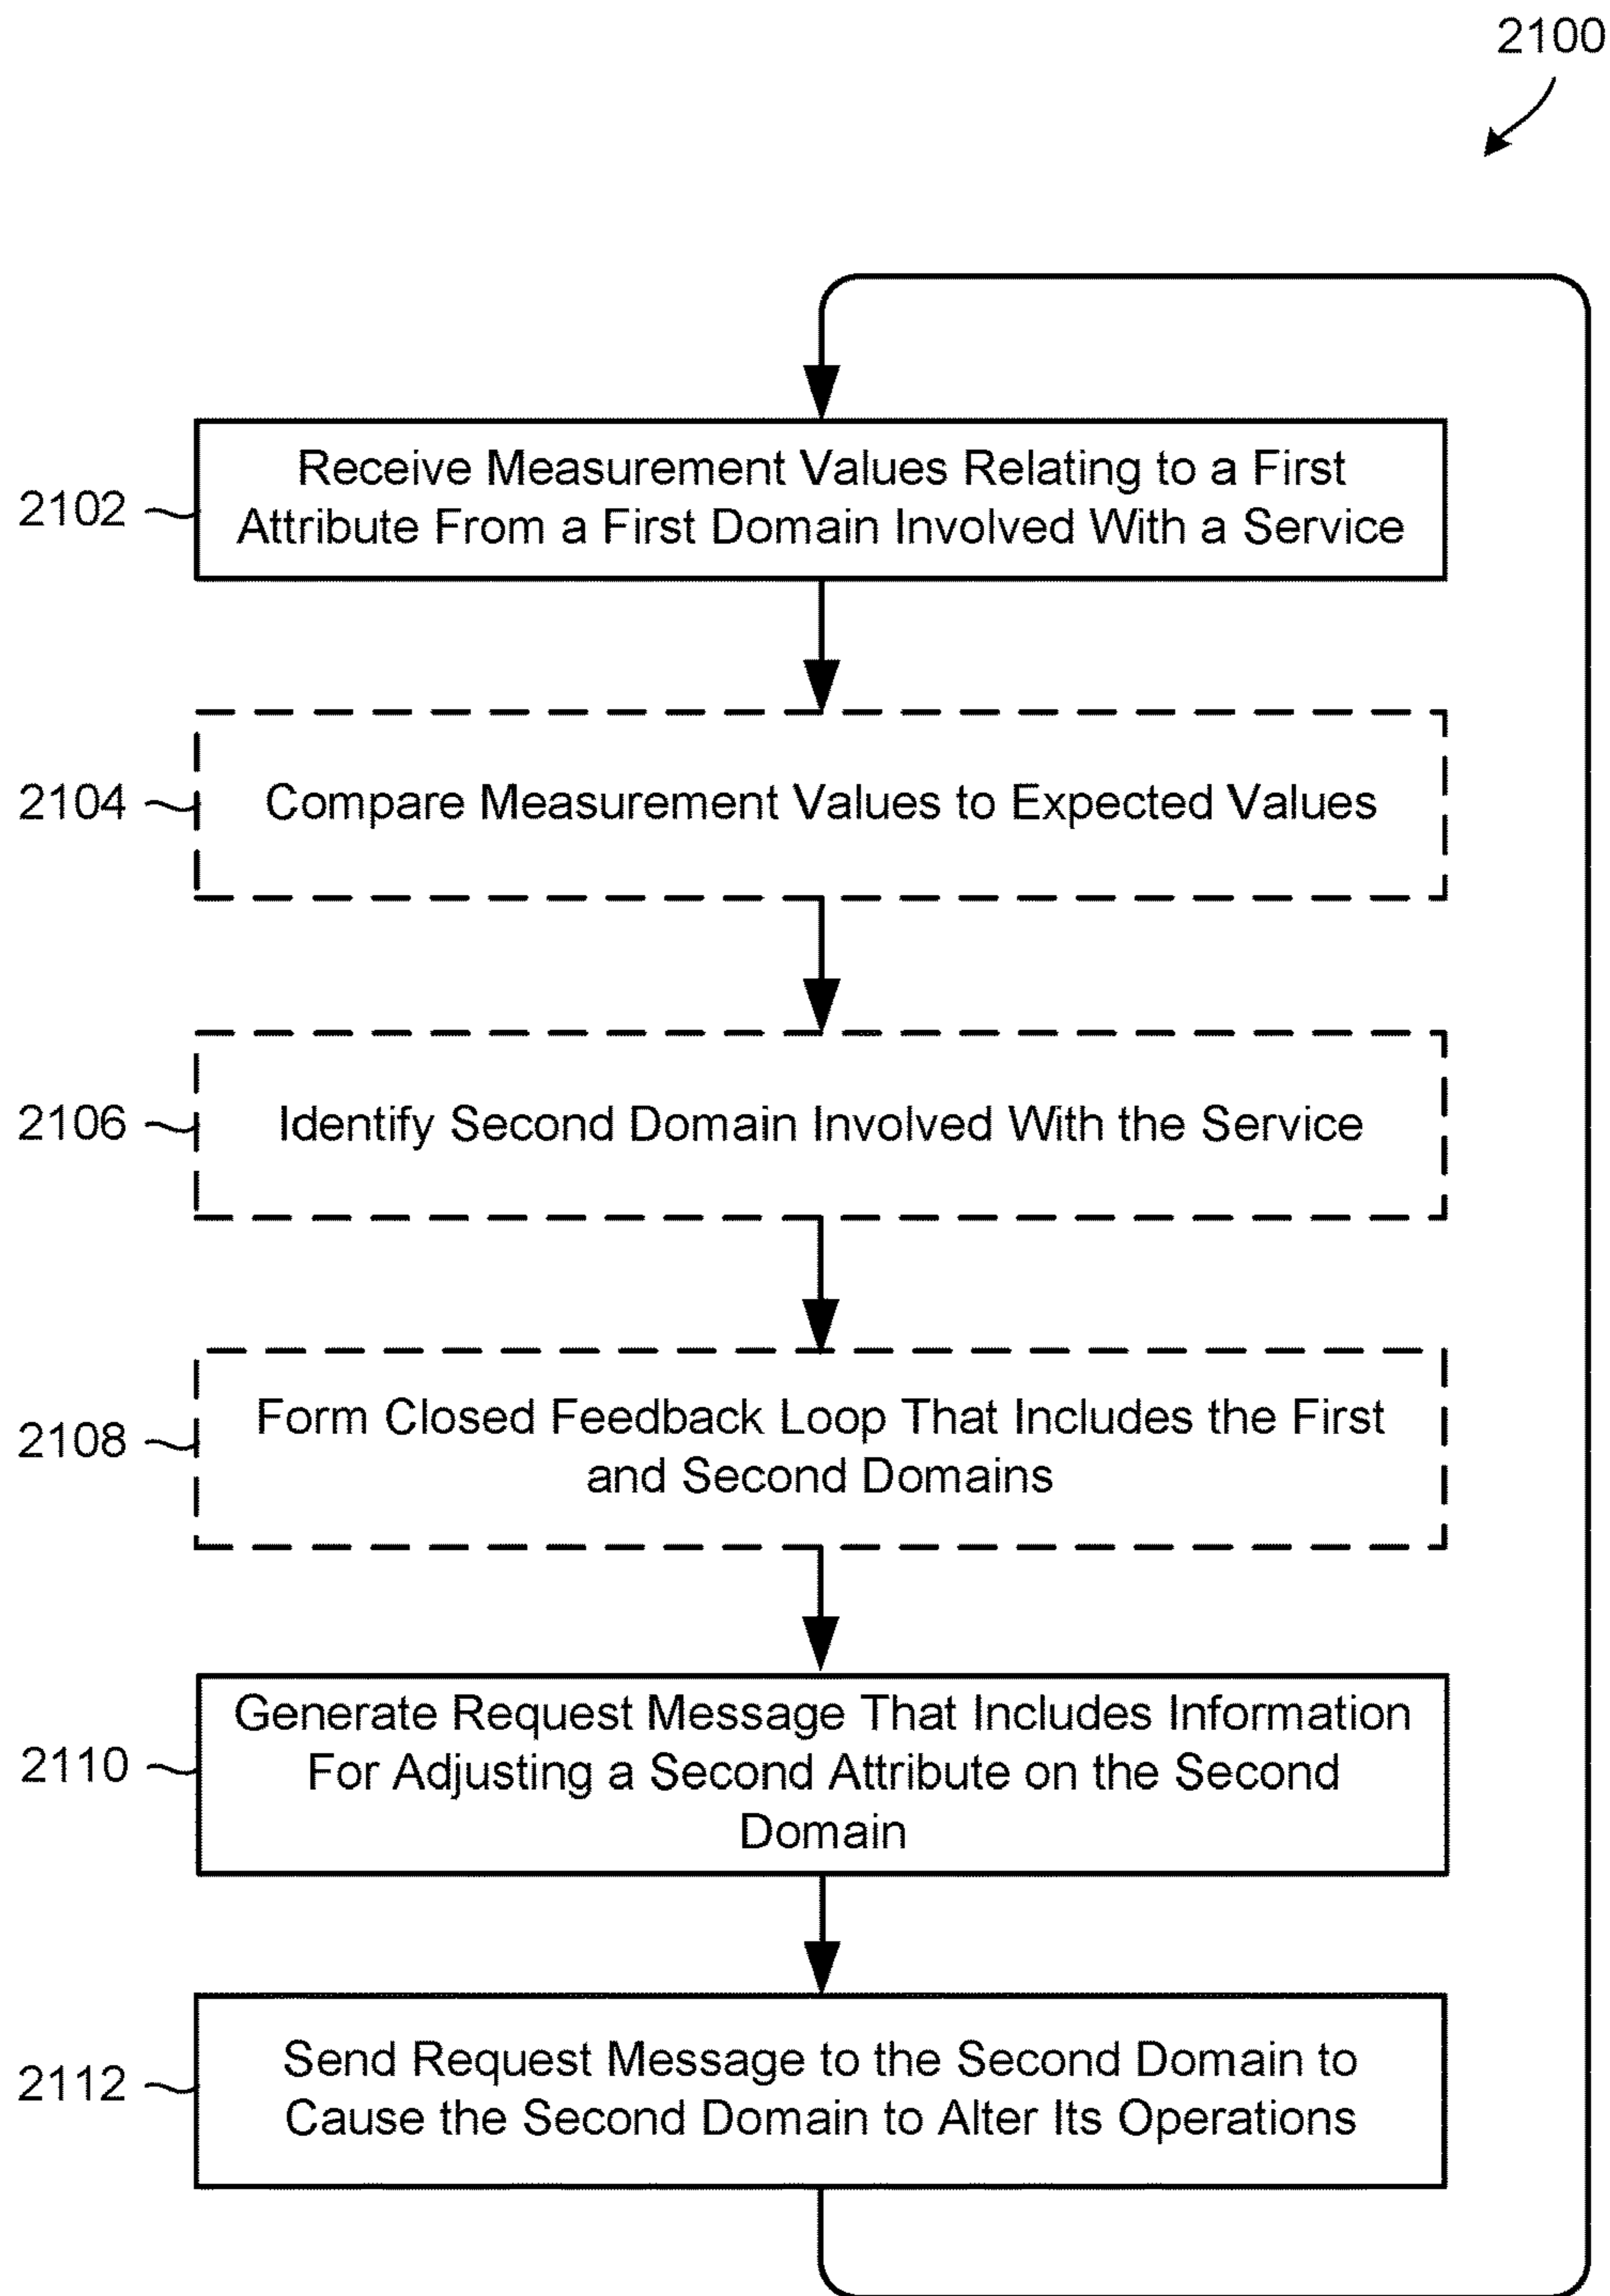 2100
2102
Receive Measurement Values Relating to a First
Attribute From a First Domain Involved With a Service
2104
Compare Measurement Values to Expected Values
2106
Identify Second Domain Involved With the Service
2108
Form Closed Feedback Loop That Includes the First
and Second Domains
2110
Generate Request Message That Includes Information
For Adjusting a Second Attribute on the Second
Domain
2112
Send Request Message to the Second Domain to
Cause the Second Domain to Alter Its Operations